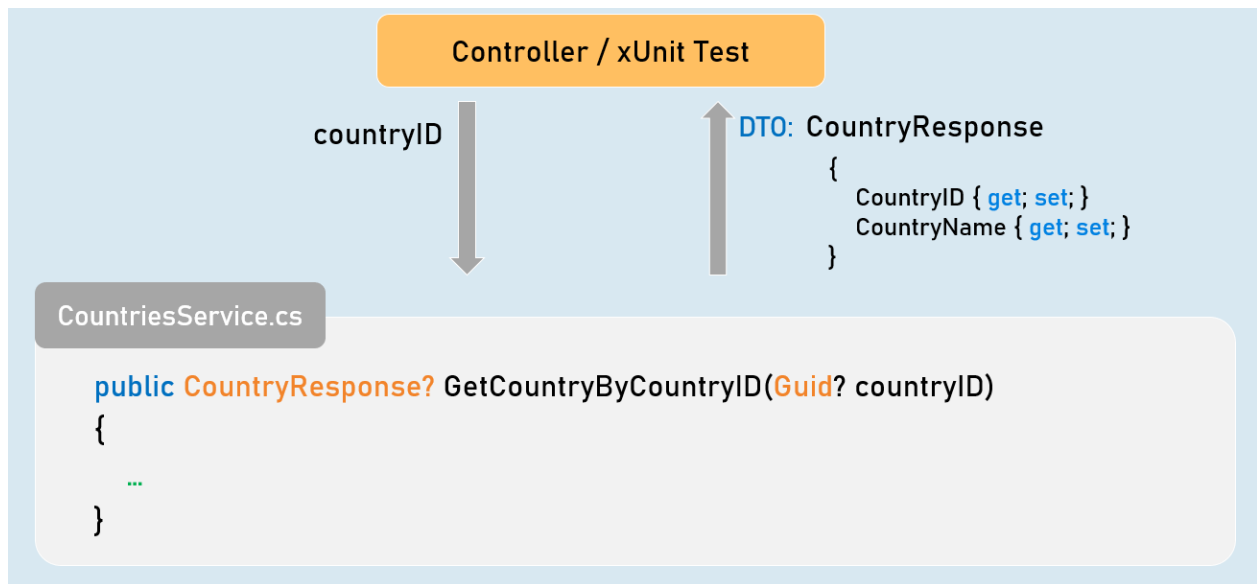 Controller / xUnit Test
countryID
DTO: CountryResponse
{
CountryID { get; set; }
CountryName { get; set; }
}
CountriesService.cs
public CountryResponse? GetCountryByCountryID(Guid? countryID)
{
...
}